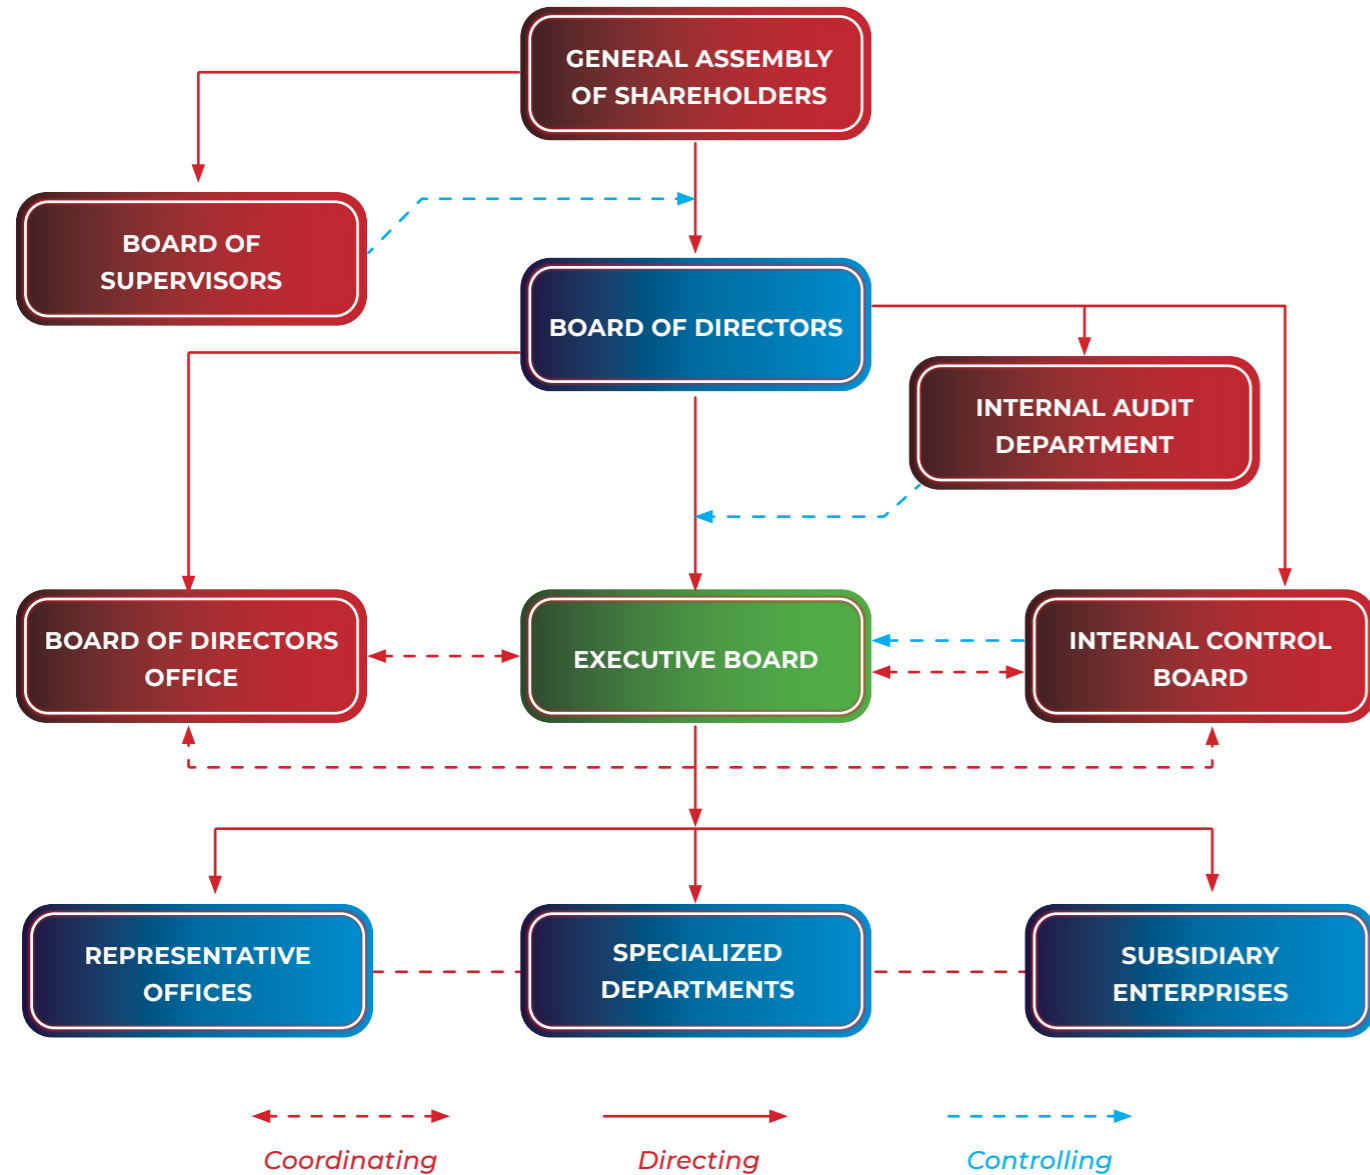 GENERAL ASSEMBLY
OF SHAREHOLDERS
BOARD OF
SUPERVISORS
BOARD OF DIRECTORS
INTERNAL AUDIT
DEPARTMENT
BOARD OF DIRECTORS
OFFICE
EXECUTIVE BOARD
INTERNAL CONTROL
BOARD
REPRESENTATIVE
OFFICES
SPECIALIZED
DEPARTMENTS
SUBSIDIARY
ENTERPRISES
Coordinating
Directing
Controlling